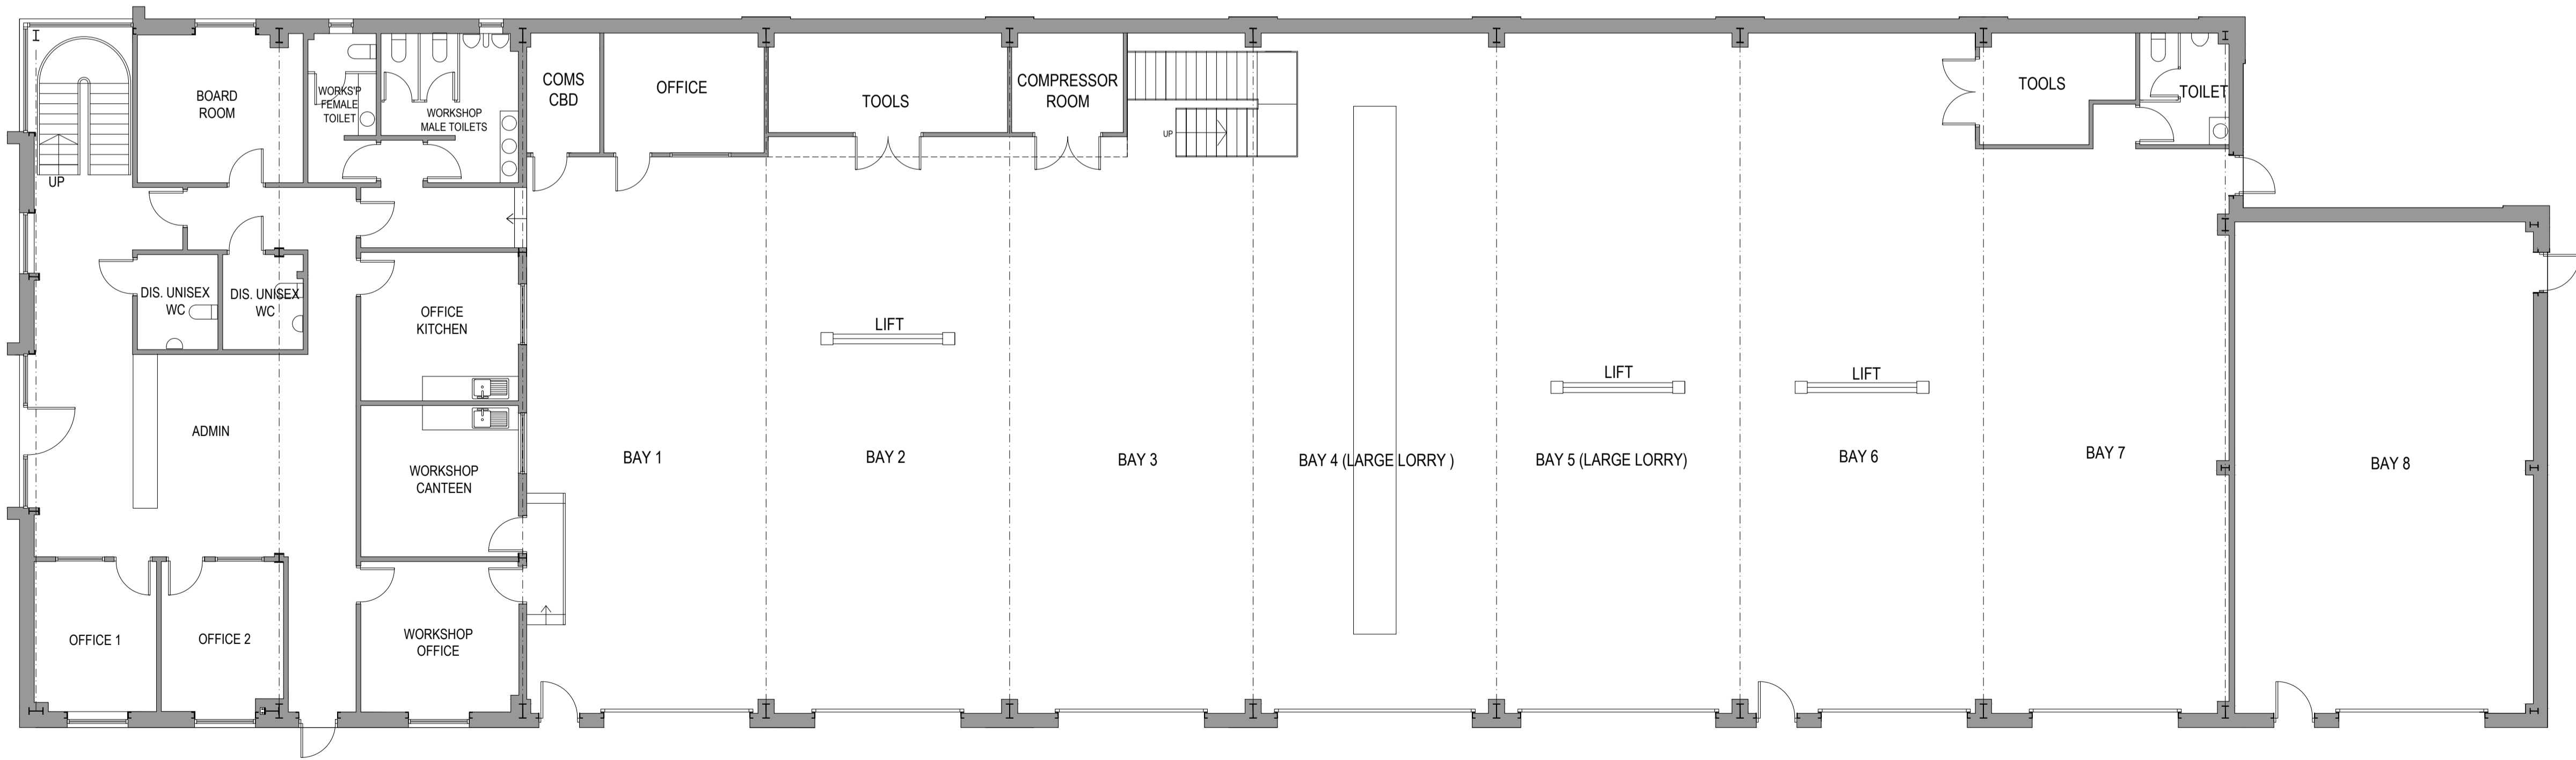 UP
BOARD
ROOM
WORKS'P
FEMALE
TOILET
WORKSHOP
MALE TOILETS
COMS
CBD
OFFICE
TOOLS
COMPRESSOR
ROOM
UP
TOOLS
TOILET
DIS. UNISEX
WC
DIS. UNISEX
WC
OFFICE
KITCHEN
LIFT
LIFT
LIFT
ADMIN
WORKSHOP
CANTEEN
BAY 1
BAY 2
BAY 3
BAY 4 (LARGE LORRY )
BAY 5 (LARGE LORRY)
BAY 6
BAY 7
BAY 8
OFFICE 1
OFFICE 2
WORKSHOP
OFFICE